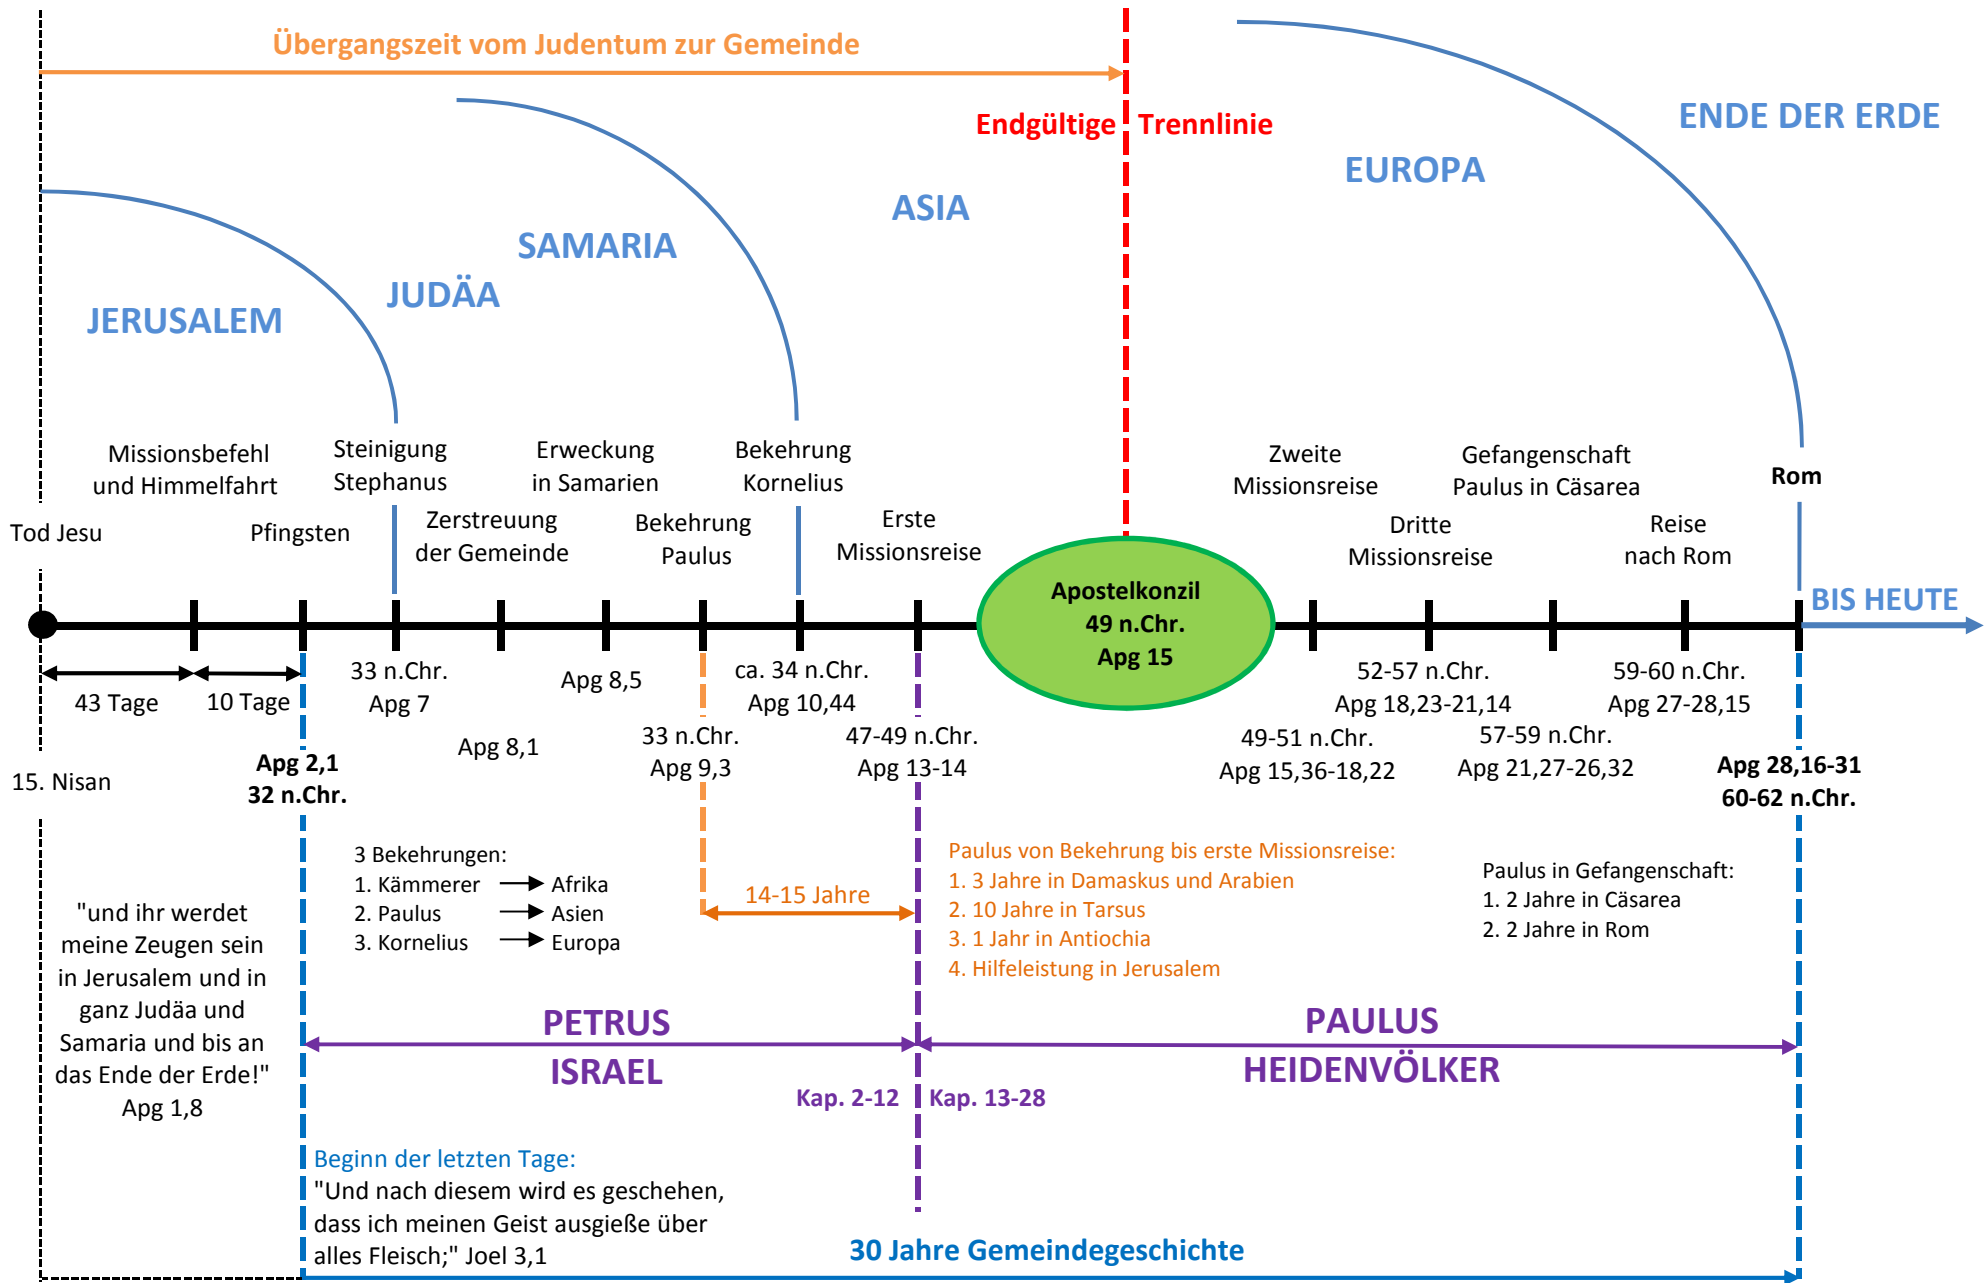 Übergangszeit vom Judentum zur Gemeinde
Endgültige Trennlinie
ENDE DER ERDE
EUROPA
ASIA
SAMARIA
JUDÄA
JERUSALEM
Missionsbefehl
und Himmelfahrt
Steinigung
Stephanus
Erweckung
in Samarien
Bekehrung
Kornelius
Zweite
Missionsreise
Gefangenschaft
Paulus in Cäsarea
Rom
Tod Jesu
Pfingsten
Zerstreuung
der Gemeinde
Bekehrung
Paulus
Erste
Missionsreise
Dritte
Missionsreise
Reise
nach Rom
Apostelkonzil
49 n.Chr.
Apg 15
BIS HEUTE
43 Tage
10 Tage
33 n.Chr.
Apg 7
Apg 8,5
ca. 34 n.Chr.
Apg 10,44
52-57 n.Chr.
Apg 18,23-21,14
59-60 n.Chr.
Apg 27-28,15
15. Nisan
Apg 2,1
32 n.Chr.
Apg 8,1
33 n.Chr.
Apg 9,3
47-49 n.Chr.
Apg 13-14
49-51 n.Chr.
Apg 15,36-18,22
57-59 n.Chr.
Apg 21,27-26,32
Apg 28,16-31
60-62 n.Chr.
3 Bekehrungen:
1. Kämmerer Afrika
2. Paulus Asien
3. Kornelius Europa
14-15 Jahre
Paulus von Bekehrung bis erste Missionsreise:
1. 3 Jahre in Damaskus und Arabien
2. 10 Jahre in Tarsus
3. 1 Jahr in Antiochia
4. Hilfeleistung in Jerusalem
Paulus in Gefangenschaft:
1. 2 Jahre in Cäsarea
2. 2 Jahre in Rom
"und ihr werdet
meine Zeugen sein
in Jerusalem und in
ganz Judäa und
Samaria und bis an
das Ende der Erde!"
Apg 1,8
PETRUS
ISRAEL
PAULUS
HEIDENVÖLKER
Kap. 2-12
Kap. 13-28
Beginn der letzten Tage:
"Und nach diesem wird es geschehen,
dass ich meinen Geist ausgieße über
alles Fleisch;" Joel 3,1
30 Jahre Gemeindegeschichte